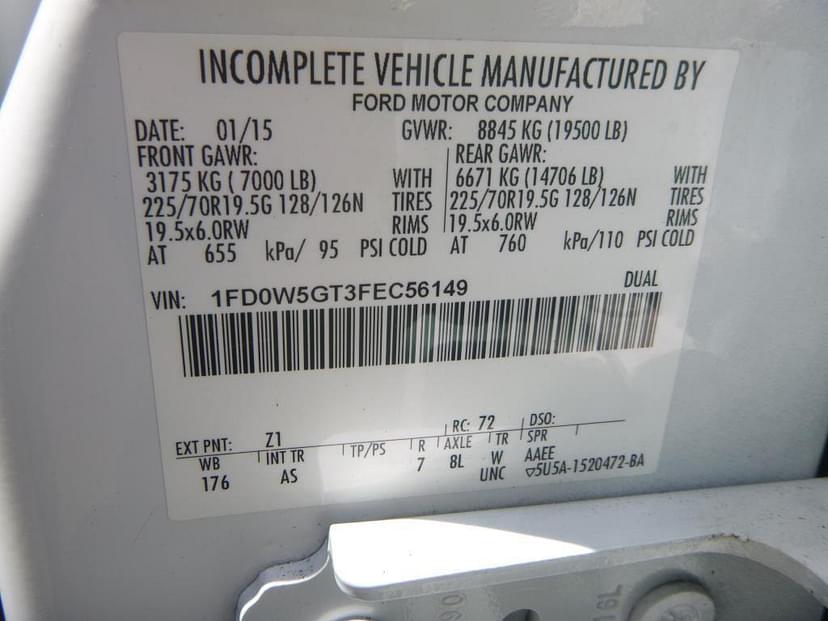 INCOMPLETE VEHICLE MANUFACTURED BY
FORD MOTOR COMPANY
DATE: 01/15 GVWR: 8845 KG (19500 LB)
FRONT GAWR: REAR GAWR:
3175 KG ( 7000 LB) WITH 6671 KG (14706 LB) WITH
225/70R19.5G 128/126N TIRES 225/70R19.5G 128/126N TIRES
19.5x6.0RW RIMS 19.5x6.0RW RIMS
AT 655 kPa/ 95 PSI COLD AT 760 kPa/110 PSI COLD
VIN: 1FD0W5GT3FEC56149 DUAL
EXT PNT: Z1 RC: 72 DSO:
WB INT TR TP/PS R AXLE TR SPR
176 AS 7 8L W AAEE
UNC ▽5U5A-1520472-BA